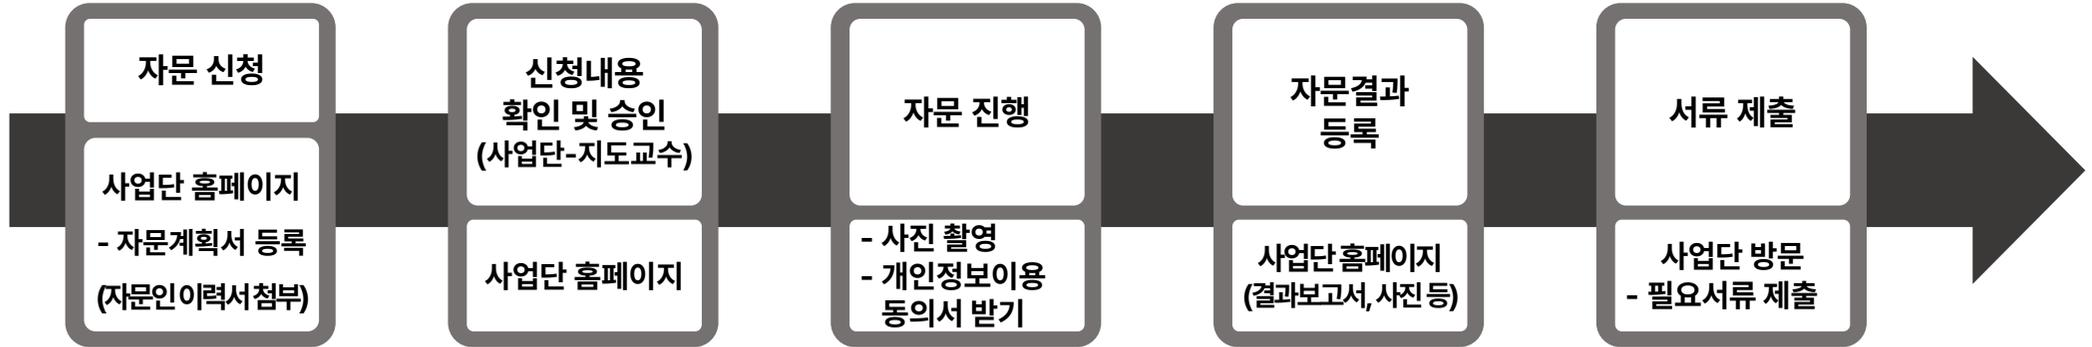 자문 신청
사업단 홈페이지
- 자문계획서 등록
(자문인 이력서 첨부)
신청내용
확인 및 승인
(사업단-지도교수)
사업단 홈페이지
자문 진행
- 사진 촬영
- 개인정보이용
동의서 받기
자문결과
등록
사업단 홈페이지
(결과보고서, 사진 등)
서류 제출
사업단 방문
- 필요서류 제출